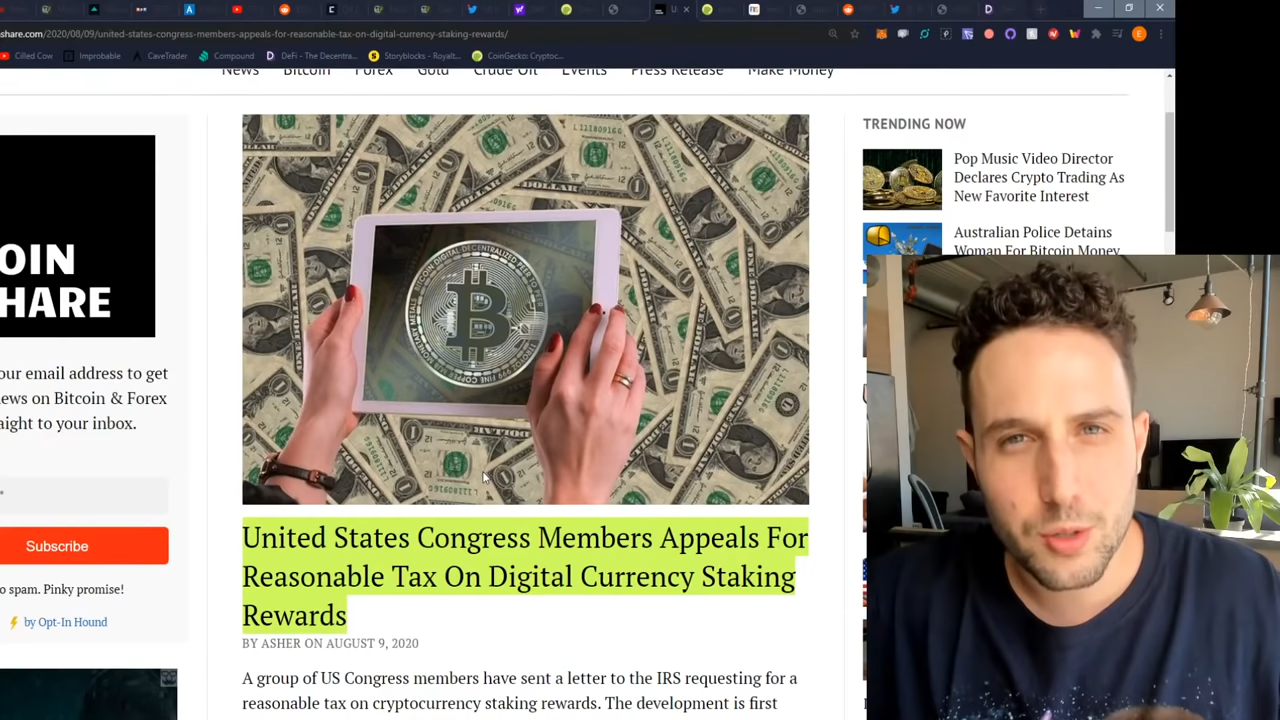 share.com/2020/08/09/united-states-congress-members-appeals-for-reasonable-tax-on-digital-currency-staking-rewards/
Cilled Cow Improbable CaveTrader Compound DeFi - The Decentra... Storyblocks - Royalt... CoinGecko: Cryptoc...
News Bitcoin Forex Gold Crude Oil Events Press Release Make Money
OIN
HARE
our email address to get
news on Bitcoin & Forex
aight to your inbox.
*
Subscribe
o spam. Pinky promise!
by Opt-In Hound
United States Congress Members Appeals For
Reasonable Tax On Digital Currency Staking
Rewards
BY ASHER ON AUGUST 9, 2020
A group of US Congress members have sent a letter to the IRS requesting for a
reasonable tax on cryptocurrency staking rewards. The development is first
TRENDING NOW
Pop Music Video Director
Declares Crypto Trading As
New Favorite Interest
Australian Police Detains
Woman For Bitcoin Money